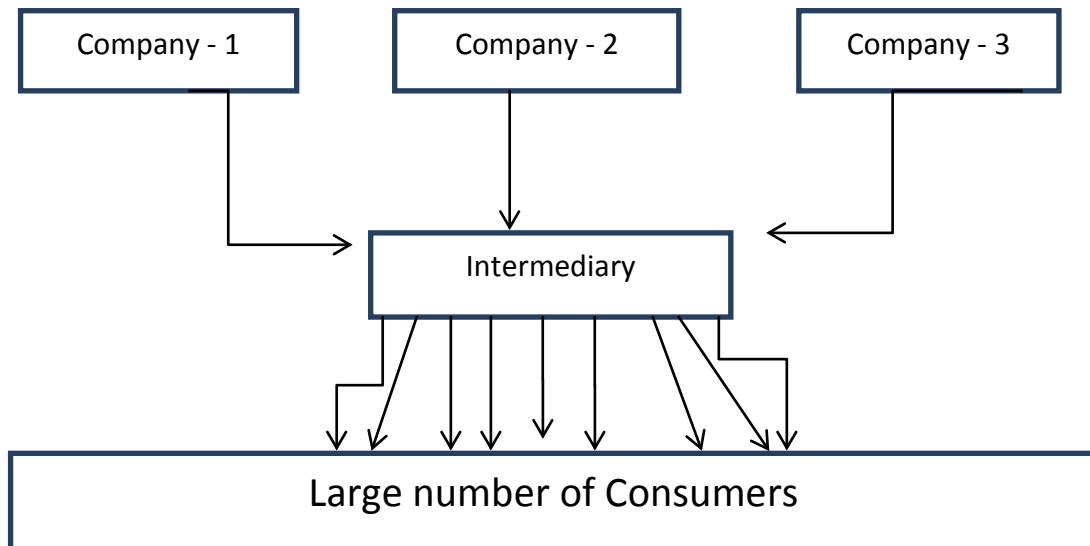 Company - 1
Company - 2
Company - 3
Intermediary
Large number of Consumers